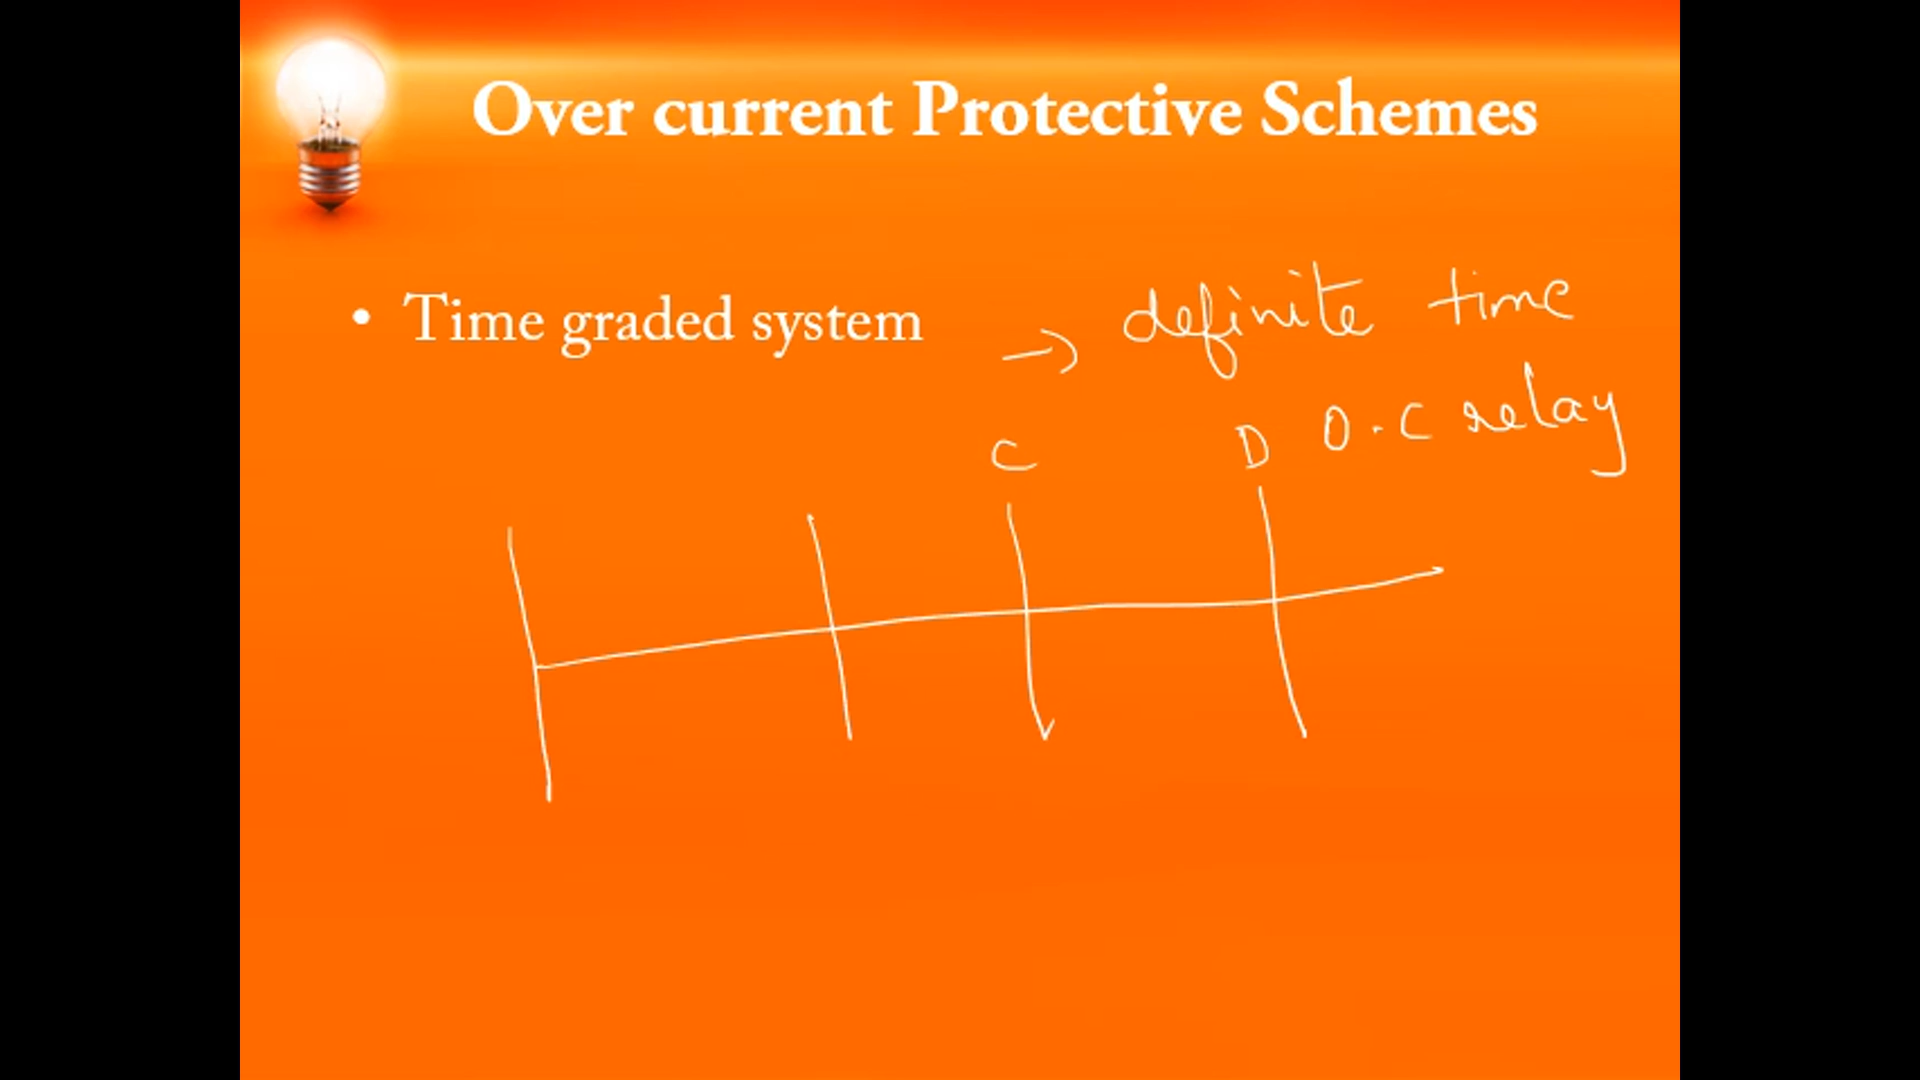 Over current Protective Schemes
• Time graded system → definite time
O.C relay
C D